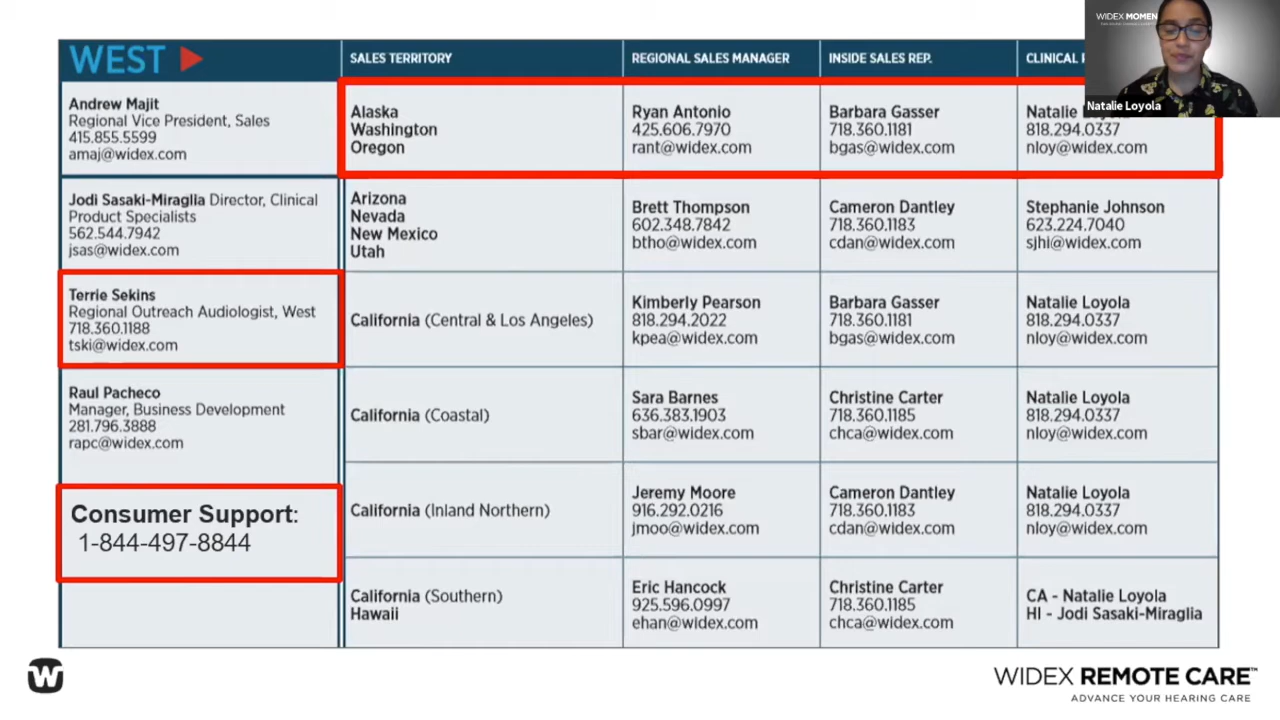 WIDEX MOMEN
Natalie Loyola
WEST
SALES TERRITORY
REGIONAL SALES MANAGER
INSIDE SALES REP.
CLINICAL
Andrew Majit
Regional Vice President, Sales
415.855.5599
amaj@widex.com
Alaska
Washington
Oregon
Ryan Antonio
425.606.7970
rant@widex.com
Barbara Gasser
718.360.1181
bgas@widex.com
Natalie
818.294.0337
nloy@widex.com
Jodi Sasaki-Miraglia Director, Clinical
Product Specialists
562.544.7942
jsas@widex.com
Arizona
Nevada
New Mexico
Utah
Brett Thompson
602.348.7842
btho@widex.com
Cameron Dantley
718.360.1183
cdan@widex.com
Stephanie Johnson
623.224.7040
sjhi@widex.com
Terrie Sekins
Regional Outreach Audiologist, West
718.360.1188
tski@widex.com
California (Central & Los Angeles)
Kimberly Pearson
818.294.2022
kpea@widex.com
Barbara Gasser
718.360.1181
bgas@widex.com
Natalie Loyola
818.294.0337
nloy@widex.com
Raul Pacheco
Manager, Business Development
281.796.3888
rapc@widex.com
California (Coastal)
Sara Barnes
636.383.1903
sbar@widex.com
Christine Carter
718.360.1185
chca@widex.com
Natalie Loyola
818.294.0337
nloy@widex.com
Consumer Support:
1-844-497-8844
California (Inland Northern)
Jeremy Moore
916.292.0216
jmoo@widex.com
Cameron Dantley
718.360.1183
cdan@widex.com
Natalie Loyola
818.294.0337
nloy@widex.com
California (Southern)
Hawaii
Eric Hancock
925.596.0997
ehan@widex.com
Christine Carter
718.360.1185
chca@widex.com
CA - Natalie Loyola
HI - Jodi Sasaki-Miraglia
W
WIDEX REMOTE CARE™
ADVANCE YOUR HEARING CARE